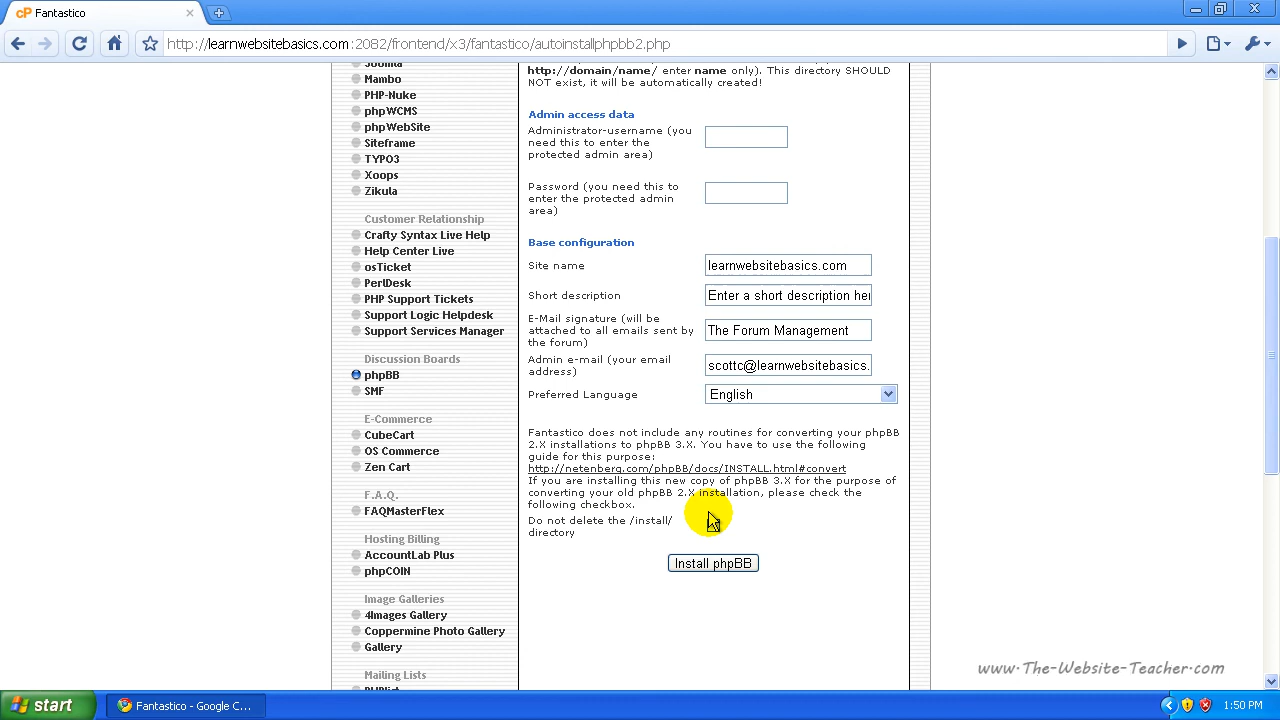 cP Fantastico
http://learnwebsitebasics.com:2082/frontend/x3/fantastico/autoinstallphpbb2.php
Joomla
Mambo
PHP-Nuke
phpWCMS
phpWebSite
Siteframe
TYPO3
Xoops
Zikula
Customer Relationship
Crafty Syntax Live Help
Help Center Live
osTicket
PerlDesk
PHP Support Tickets
Support Logic Helpdesk
Support Services Manager
Discussion Boards
phpBB
SMF
E-Commerce
CubeCart
OS Commerce
Zen Cart
F.A.Q.
FAQMasterFlex
Hosting Billing
AccountLab Plus
phpCOIN
Image Galleries
4Images Gallery
Coppermine Photo Gallery
Gallery
Mailing Lists
PHPlist
http://domain/name/ enter name only). This directory SHOULD
NOT exist, it will be automatically created!
Admin access data
Administrator-username (you
need this to enter the
protected admin area)
Password (you need this to
enter the protected admin
area)
Base configuration
Site name learnwebsitebasics.com
Short description Enter a short description her
E-Mail signature (will be
attached to all emails sent by The Forum Management
the forum)
Admin e-mail (your email
address) scottc@learnwebsitebasics.
Preferred Language English
Fantastico does not include any routines for converting your phpBB
2.X installations to phpBB 3.X. You have to use the following
guide for this purpose:
http://netenberg.com/phpBB/docs/INSTALL.html#convert
If you are installing this new copy of phpBB 3.X for the purpose of
converting your old phpBB 2.X installation, please check the
following checkbox.
Do not delete the /install/
directory
Install phpBB
www.The-Website-Teacher.com
start
Fantastico - Google C...
1:50 PM